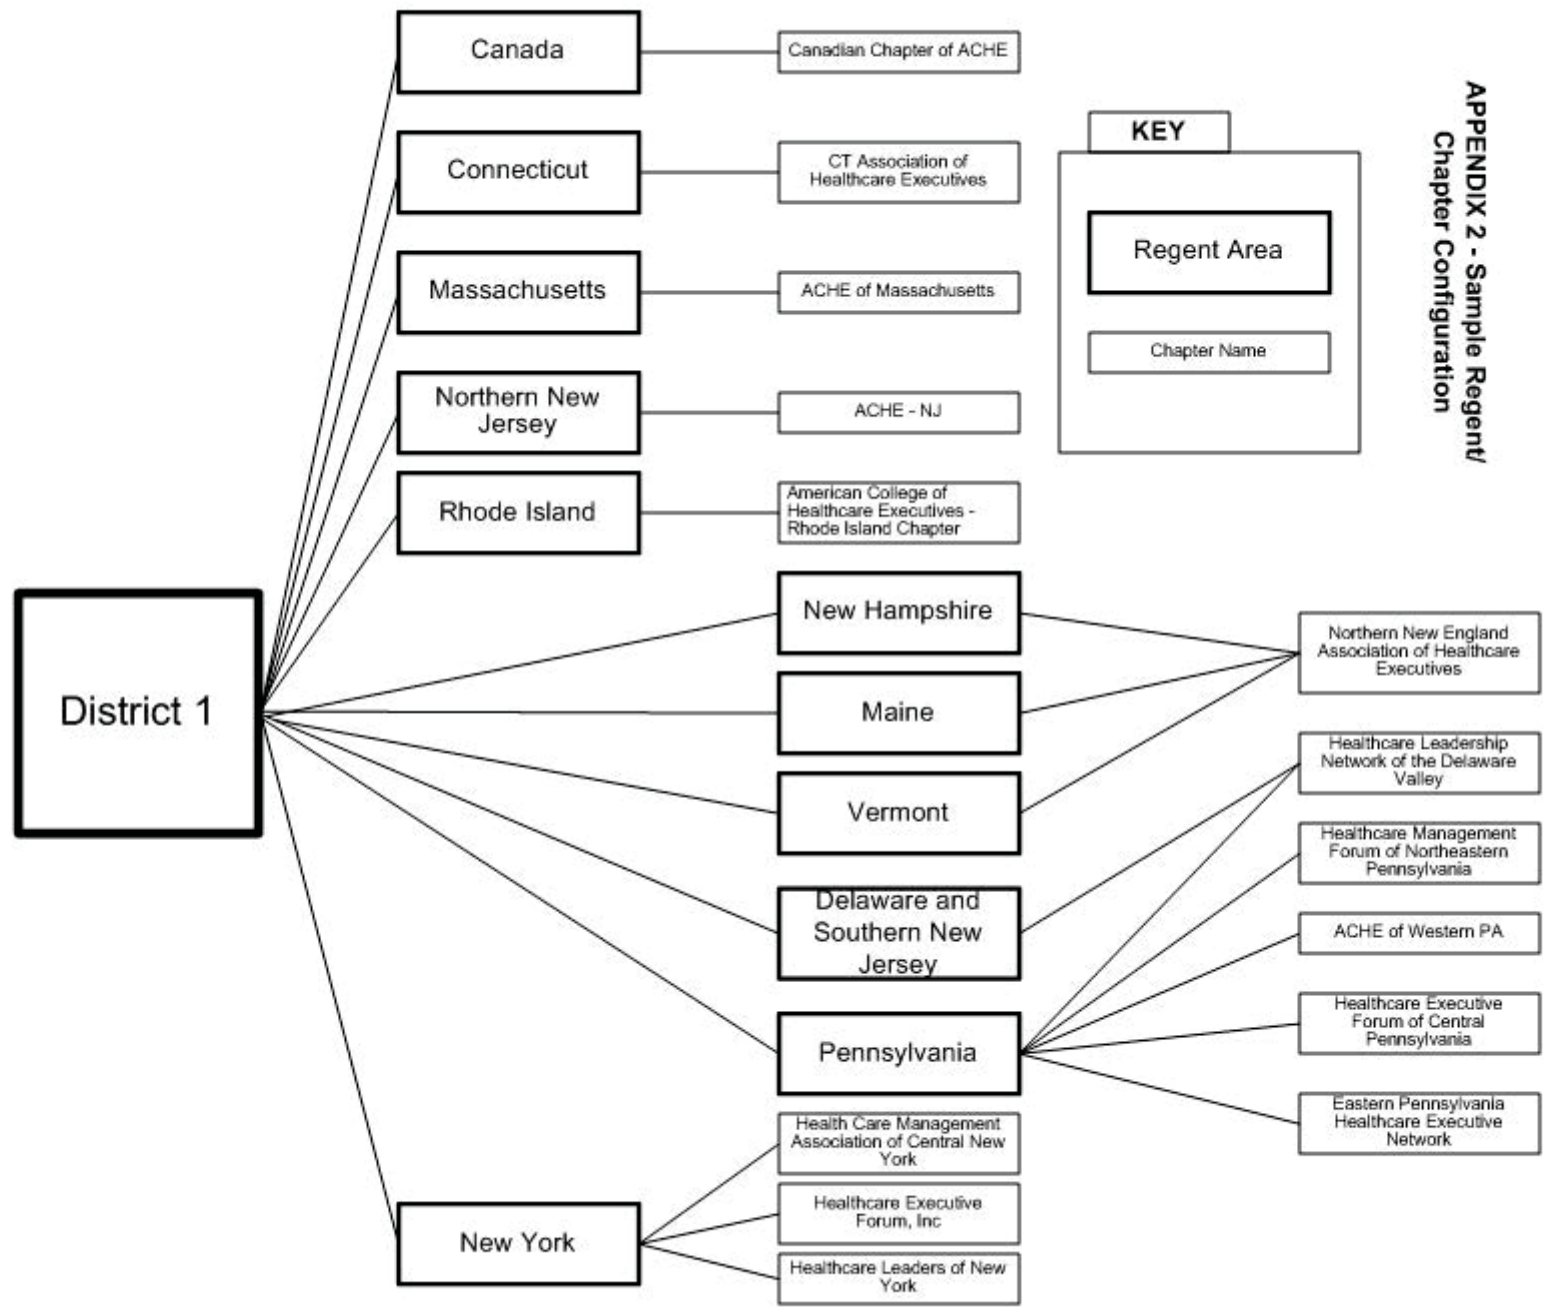 APPENDIX 2 - Sample Regent/
Chapter Configuration
KEY
Regent Area
Chapter Name
District 1
Canada
Canadian Chapter of ACHE
Connecticut
CT Association of
Healthcare Executives
Massachusetts
ACHE of Massachusetts
Northern New
Jersey
ACHE - NJ
Rhode Island
American College of
Healthcare Executives -
Rhode Island Chapter
New Hampshire
Maine
Vermont
Northern New England
Association of Healthcare
Executives
Delaware and
Southern New
Jersey
Healthcare Leadership
Network of the Delaware
Valley
Pennsylvania
Healthcare Management
Forum of Northeastern
Pennsylvania
ACHE of Western PA
Healthcare Executive
Forum of Central
Pennsylvania
Eastern Pennsylvania
Healthcare Executive
Network
New York
Health Care Management
Association of Central New
York
Healthcare Executive
Forum, Inc
Healthcare Leaders of New
York